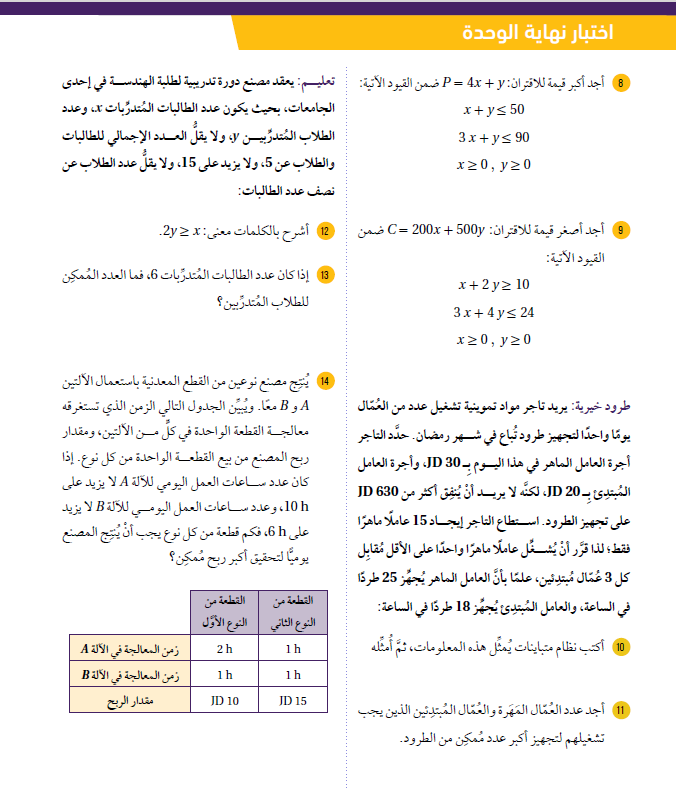 اختبار نهاية الوحدة
8 أجد أكبر قيمة للاقتران: P = 4x + y ضمن القيود الآتية:
x + y ≤ 50
3x + y ≤ 90
x ≥ 0 , y ≥ 0
9 أجد أصغر قيمة للاقتران: C = 200x + 500y ضمن
القيود الآتية:
x + 2y ≥ 10
3x + 4y ≤ 24
x ≥ 0 , y ≥ 0
طرود خيرية: يريد تاجر مواد تموينية تشغيل عدد من العُمّال
يومًا واحدًا لتجهيز طرود تُباع في شهر رمضان. حدَّد التاجر
أجرة العامل الماهر في هذا اليوم بِـ JD 30، وأجرة العامل
المُبتدِئ بِـ JD 20، لكنَّه لا يريد أنْ يُنفِق أكثر من JD 630
على تجهيز الطرود. استطاع التاجر إيجاد 15 عاملًا ماهرًا
فقط؛ لذا قرَّر أنْ يُشغِّل عاملًا ماهرًا واحدًا على الأقل مُقابِل
كل 3 عُمّال مُبتدِئين، علمًا بأنَّ العامل الماهر يُجهِّز 25 طردًا
في الساعة، والعامل المُبتدِئ يُجهِّز 18 طردًا في الساعة:
10 أكتب نظام متباينات يُمثِّل هذه المعلومات، ثمَّ أُمثِّله
11 أجد عدد العُمّال المَهَرة والعُمّال المُبتدِئين الذين يجب
تشغيلهم لتجهيز أكبر عدد مُمكِن من الطرود.
تعليم: يعقد مصنع دورة تدريبية لطلبة الهندسة في إحدى
الجامعات، بحيث يكون عدد الطالبات المُتدرِّبات x، وعدد
الطلاب المُتدرِّبين y، ولا يقلُّ العدد الإجمالي للطالبات
والطلاب عن 5، ولا يزيد على 15، ولا يقلُّ عدد الطلاب عن
نصف عدد الطالبات:
12 أشرح بالكلمات معنى: 2y ≥ x.
13 إذا كان عدد الطالبات المُتدرِّبات 6، فما العدد المُمكِن
للطلاب المُتدرِّبين؟
14 يُنتِج مصنع نوعين من القطع المعدنية باستعمال الآلتين
A و B معًا. ويُبيِّن الجدول التالي الزمن الذي تستغرقه
معالجة القطعة الواحدة في كلٍّ من الآلتين، ومقدار
ربح المصنع من بيع القطعة الواحدة من كل نوع. إذا
كان عدد ساعات العمل اليومي للآلة A لا يزيد على
10 h، وعدد ساعات العمل اليومي للآلة B لا يزيد
على 6 h، فكم قطعة من كل نوع يجب أنْ يُنتِج المصنع
يوميًّا لتحقيق أكبر ربح مُمكِن؟
القطعة من القطعة من
النوع الأوَّل النوع الثاني
زمن المعالجة في الآلة A 2 h 1 h
زمن المعالجة في الآلة B 1 h 1 h
مقدار الربح JD 10 JD 15